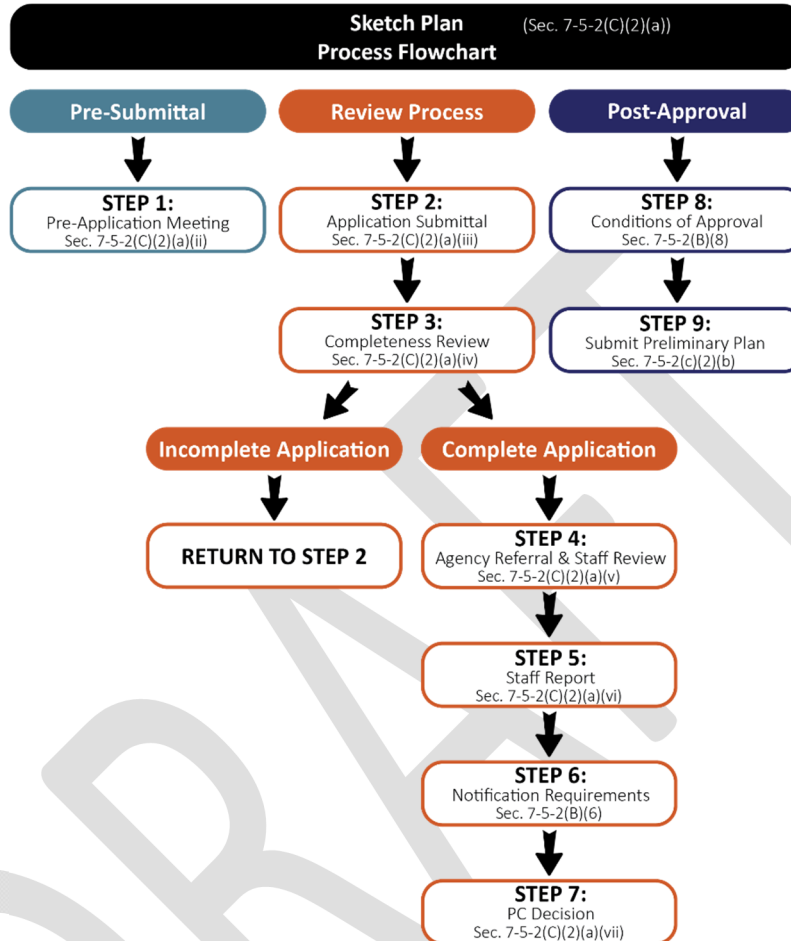 Sketch Plan (Sec. 7-5-2(C)(2)(a))
Process Flowchart
Pre-Submittal
Review Process
Post-Approval
STEP 1:
Pre-Application Meeting
Sec. 7-5-2(C)(2)(a)(ii)
STEP 2:
Application Submittal
Sec. 7-5-2(C)(2)(a)(iii)
STEP 8:
Conditions of Approval
Sec. 7-5-2(B)(8)
STEP 3:
Completeness Review
Sec. 7-5-2(C)(2)(a)(iv)
STEP 9:
Submit Preliminary Plan
Sec. 7-5-2(c)(2)(b)
Incomplete Application
Complete Application
RETURN TO STEP 2
STEP 4:
Agency Referral & Staff Review
Sec. 7-5-2(C)(2)(a)(v)
STEP 5:
Staff Report
Sec. 7-5-2(C)(2)(a)(vi)
STEP 6:
Notification Requirements
Sec. 7-5-2(B)(6)
STEP 7:
PC Decision
Sec. 7-5-2(C)(2)(a)(vii)
DRAFT